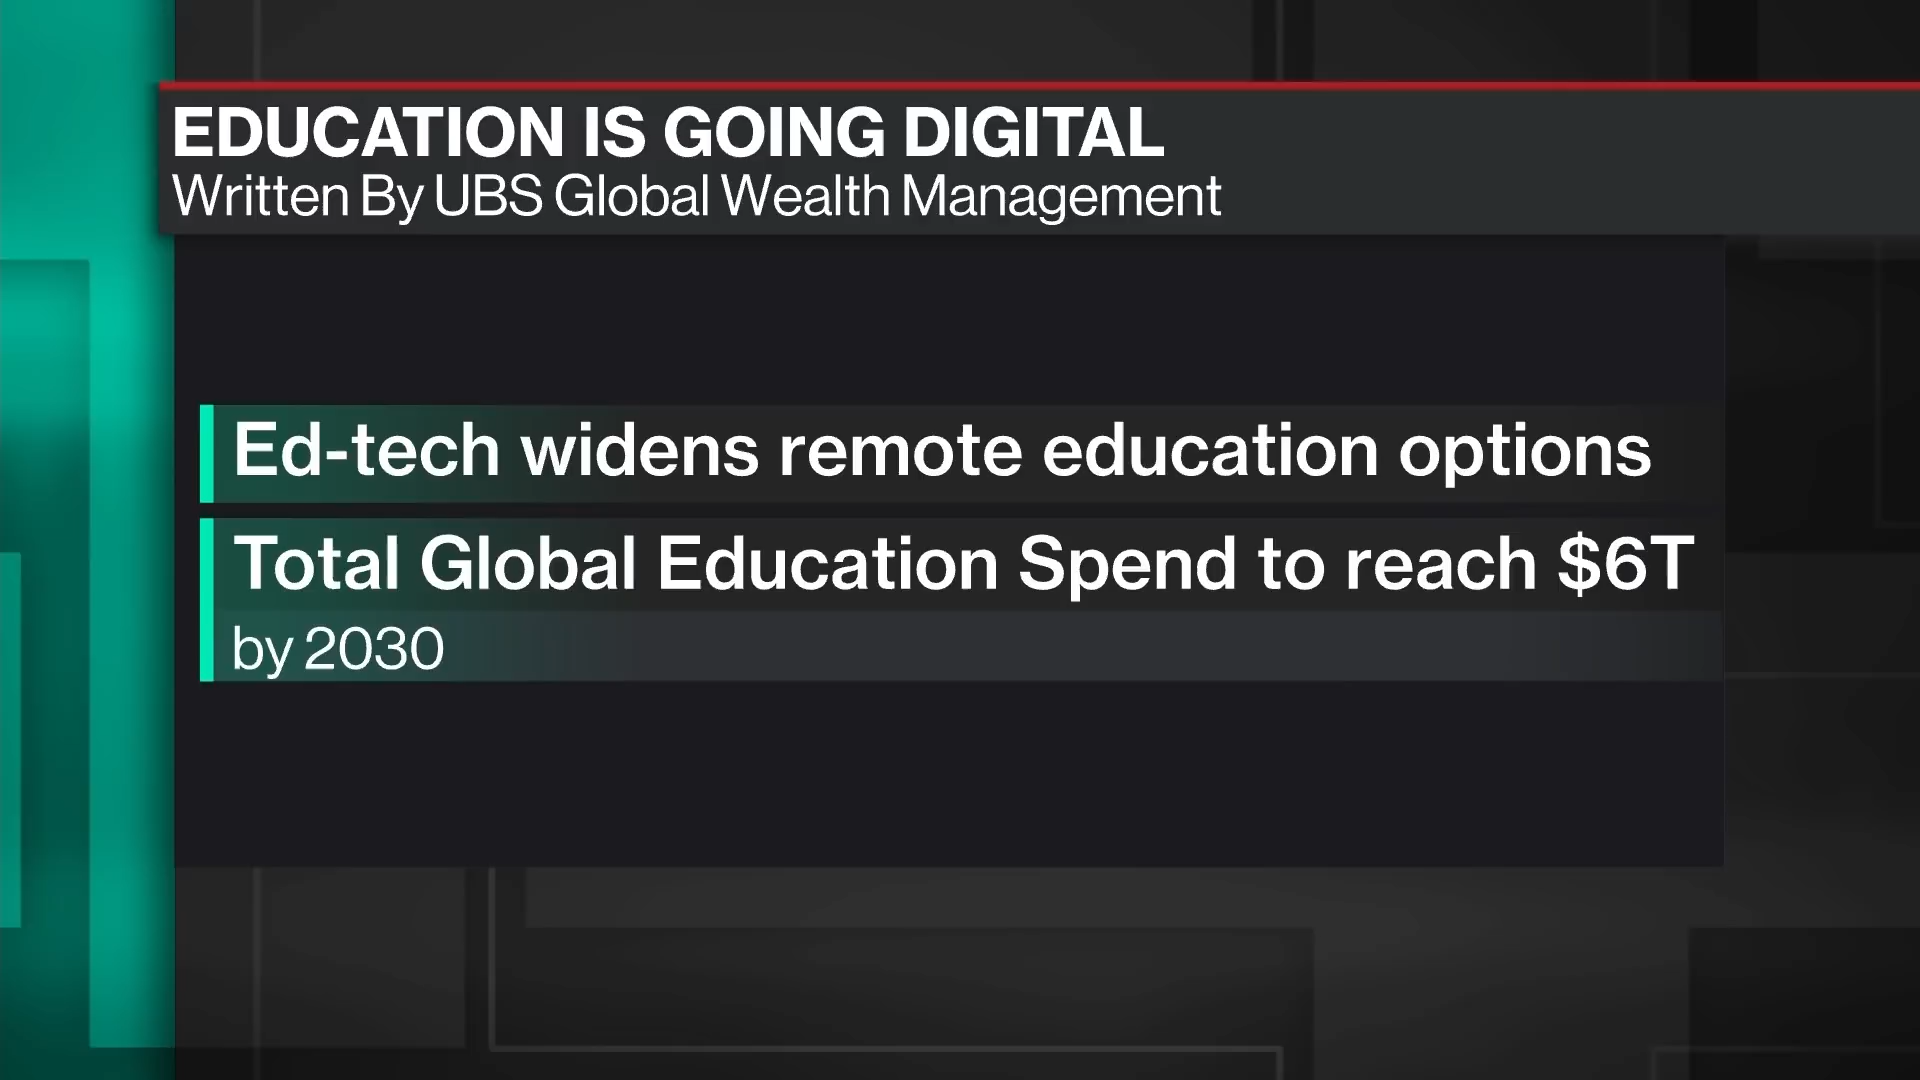 EDUCATION IS GOING DIGITAL
Written By UBS Global Wealth Management
Ed-tech widens remote education options
Total Global Education Spend to reach $6T
by 2030